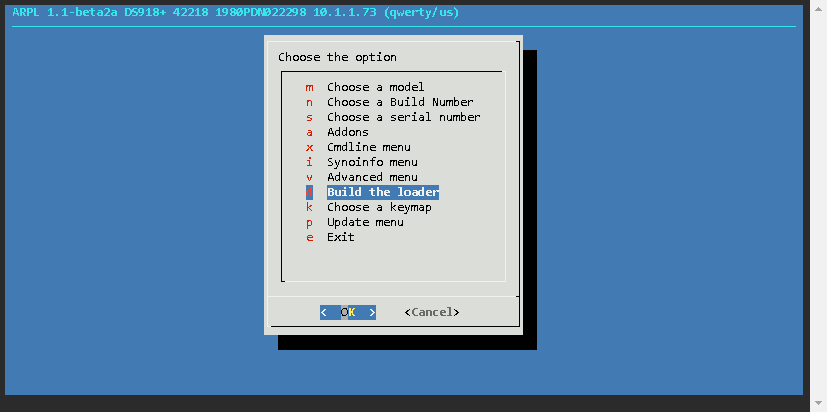 ARPL 1.1-beta2a DS918+ 42218 1980PDN022298 10.1.1.73 (qwerty/us)
Choose the option
m Choose a model
n Choose a Build Number
s Choose a serial number
a Addons
x Cmdline menu
i Synoinfo menu
v Advanced menu
Build the loader
k Choose a keymap
p Update menu
e Exit
< OK > <Cancel>